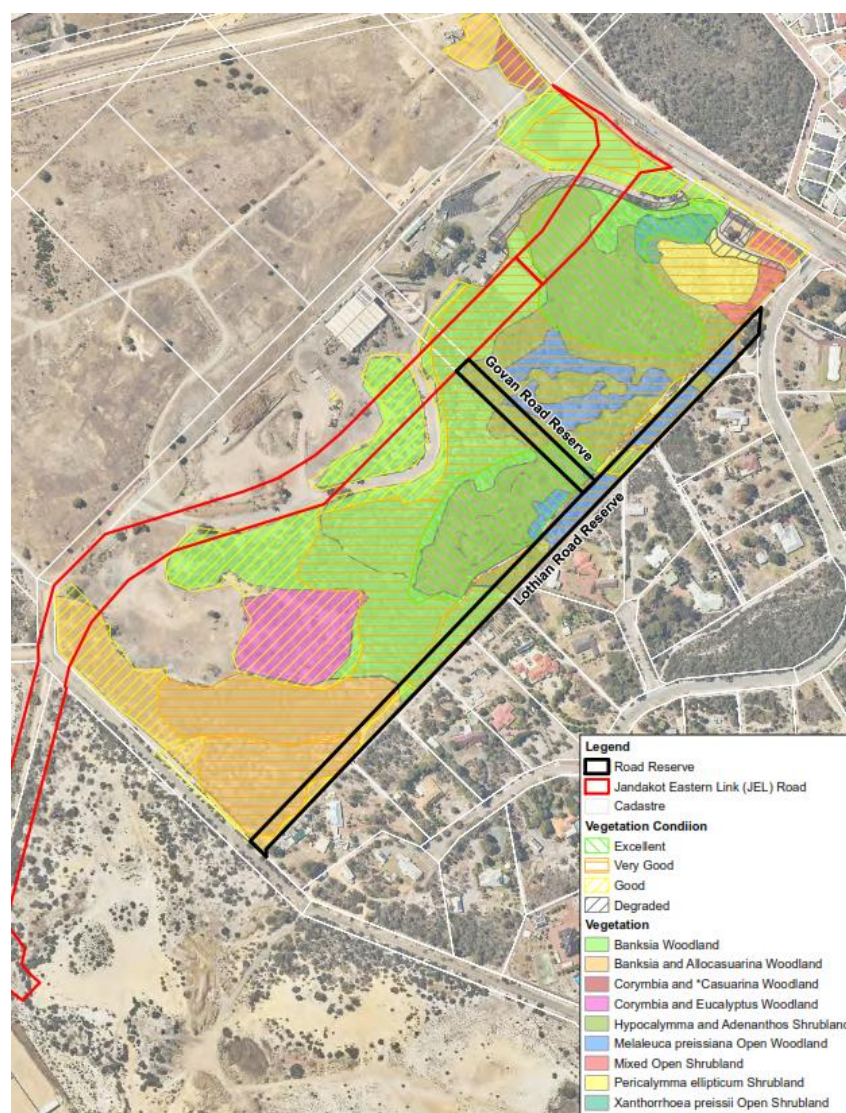 Govan Road Reserve
Lothian Road Reserve
Legend
Road Reserve
Jandakot Eastern Link (JEL) Road
Cadastre
Vegetation Condiion
Excellent
Very Good
Good
Degraded
Vegetation
Banksia Woodland
Banksia and Allocasuarina Woodland
Corymbia and *Casuarina Woodland
Corymbia and Eucalyptus Woodland
Hypocalymma and Adenanthos Shrubland
Melaleuca preissiana Open Woodland
Mixed Open Shrubland
Pericalymma ellipticum Shrubland
Xanthorrhoea preissii Open Shrubland